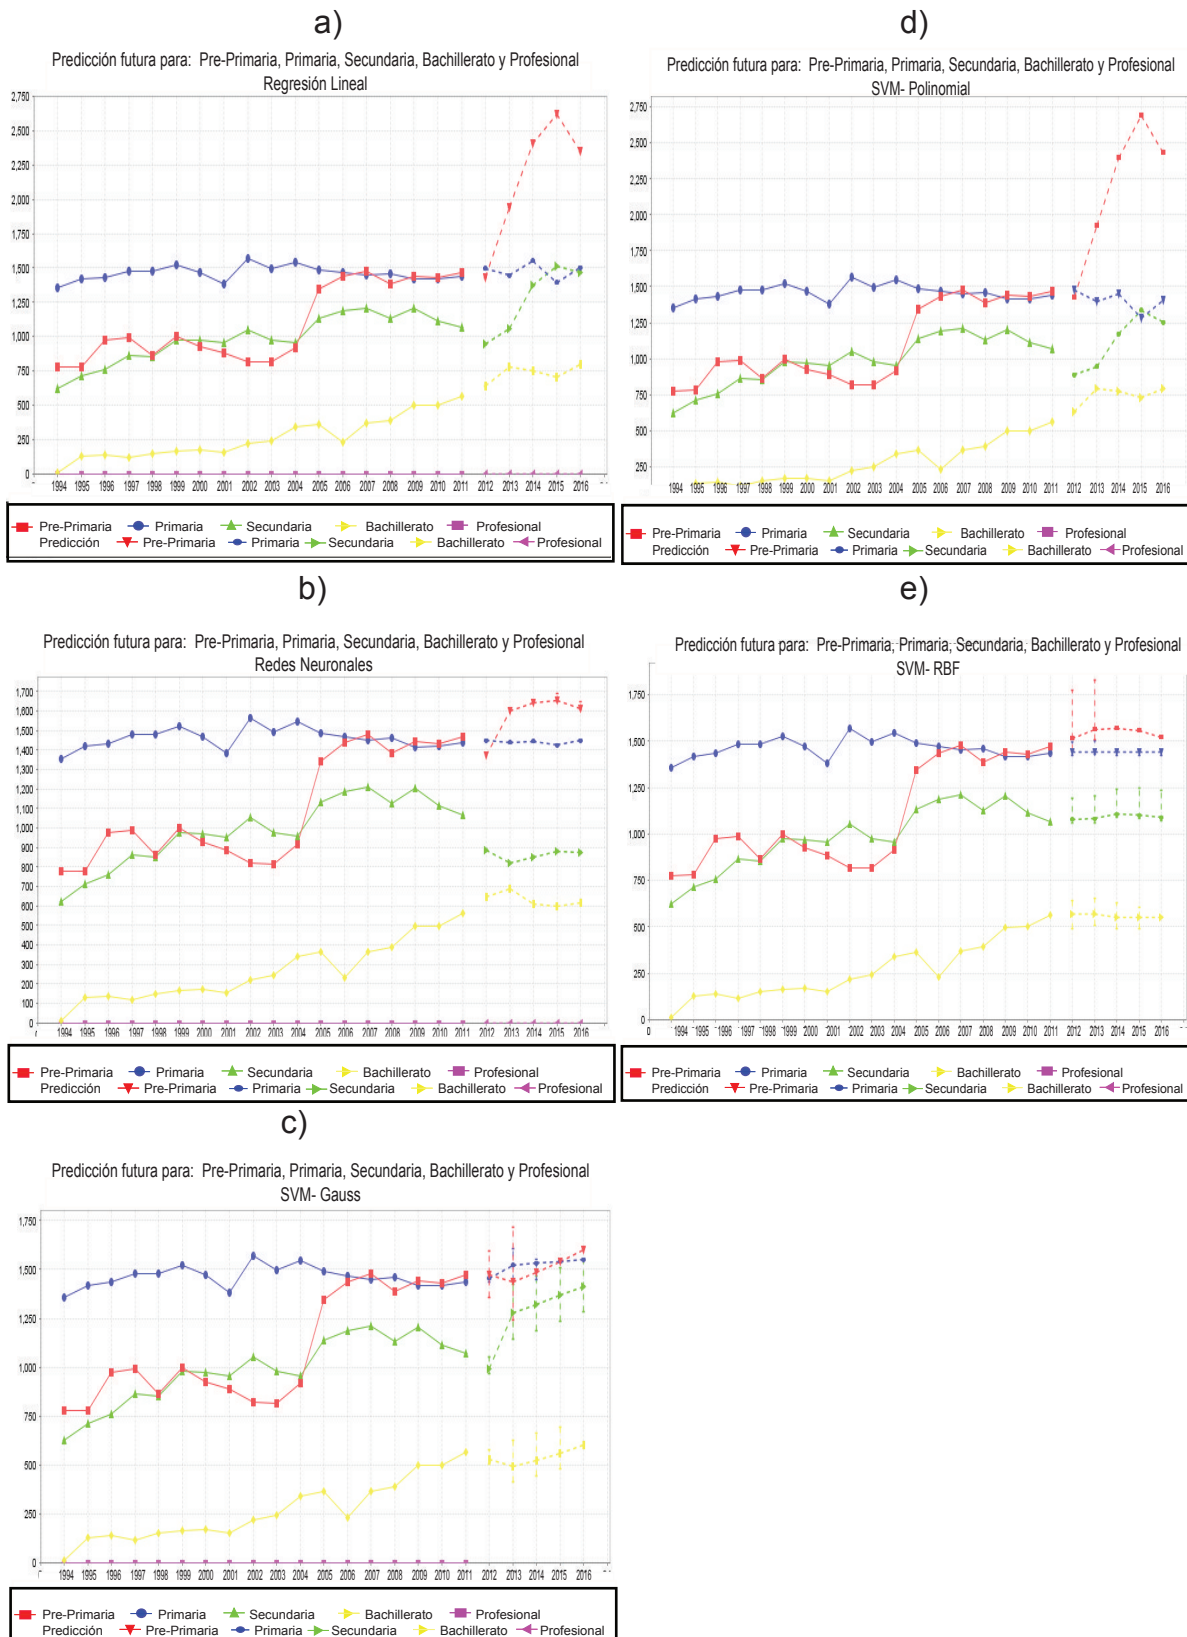 a)
Predicción futura para: Pre-Primaria, Primaria, Secundaria, Bachillerato y Profesional
Regresión Lineal
2,750
2,500
2,250
2,000
1,750
1,500
1,250
1,000
750
500
250
0
1994 1995 1996 1997 1998 1999 2000 2001 2002 2003 2004 2005 2006 2007 2008 2009 2010 2011 2012 2013 2014 2015 2016
Pre-Primaria Primaria Secundaria Bachillerato Profesional
Predicción Pre-Primaria Primaria Secundaria Bachillerato Profesional
b)
Predicción futura para: Pre-Primaria, Primaria, Secundaria, Bachillerato y Profesional
Redes Neuronales
1,700
1,600
1,500
1,400
1,300
1,200
1,100
1,000
900
800
700
600
500
400
300
200
100
0
1994 1995 1996 1997 1998 1999 2000 2001 2002 2003 2004 2005 2006 2007 2008 2009 2010 2011 2012 2013 2014 2015 2016
Pre-Primaria Primaria Secundaria Bachillerato Profesional
Predicción Pre-Primaria Primaria Secundaria Bachillerato Profesional
c)
Predicción futura para: Pre-Primaria, Primaria, Secundaria, Bachillerato y Profesional
SVM- Gauss
1,750
1,500
1,250
1,000
750
500
250
0
1994 1995 1996 1997 1998 1999 2000 2001 2002 2003 2004 2005 2006 2007 2008 2009 2010 2011 2012 2013 2014 2015 2016
Pre-Primaria Primaria Secundaria Bachillerato Profesional
Predicción Pre-Primaria Primaria Secundaria Bachillerato Profesional
d)
Predicción futura para: Pre-Primaria, Primaria, Secundaria, Bachillerato y Profesional
SVM- Polinomial
2,750
2,500
2,250
2,000
1,750
1,500
1,250
1,000
750
500
250
1994 1995 1996 1997 1998 1999 2000 2001 2002 2003 2004 2005 2006 2007 2008 2009 2010 2011 2012 2013 2014 2015 2016
Pre-Primaria Primaria Secundaria Bachillerato Profesional
Predicción Pre-Primaria Primaria Secundaria Bachillerato Profesional
e)
Predicción futura para: Pre-Primaria, Primaria, Secundaria, Bachillerato y Profesional
SVM- RBF
1,750
1,500
1,250
1,000
750
500
250
0
1994 1995 1996 1997 1998 1999 2000 2001 2002 2003 2004 2005 2006 2007 2008 2009 2010 2011 2012 2013 2014 2015 2016
Pre-Primaria Primaria Secundaria Bachillerato Profesional
Predicción Pre-Primaria Primaria Secundaria Bachillerato Profesional